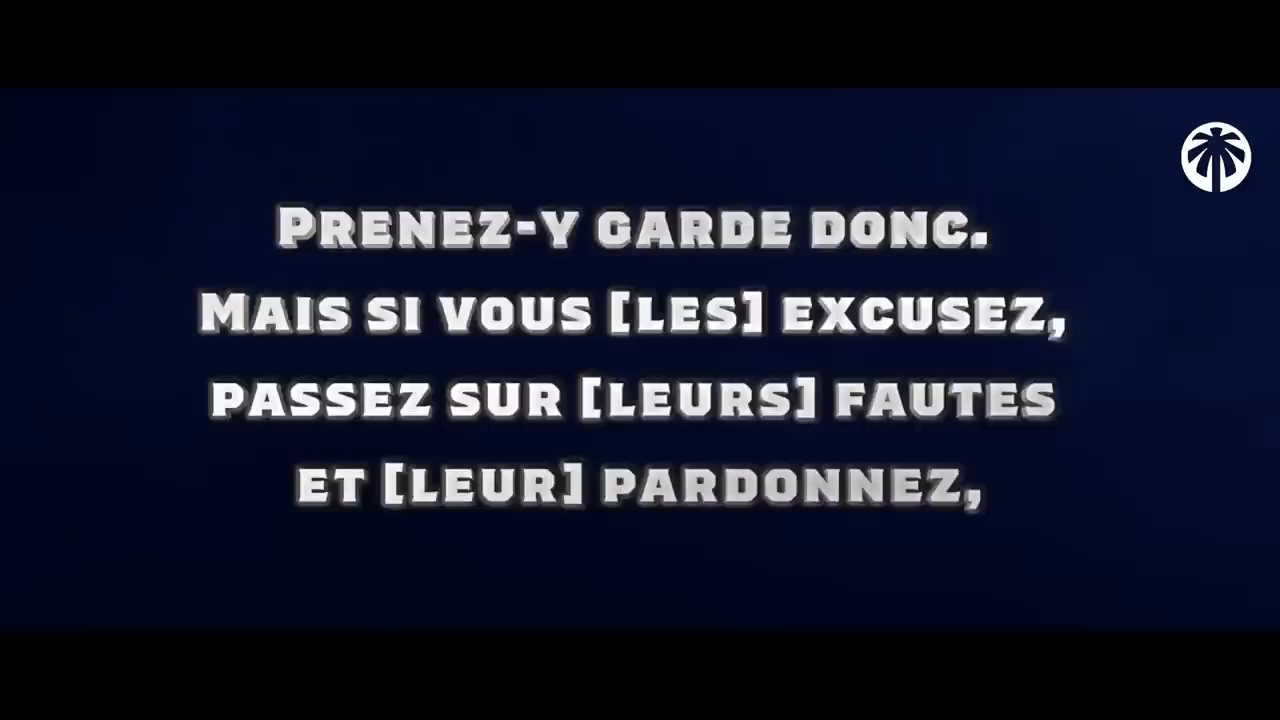 Prenez-y garde donc.
Mais si vous [les] excusez,
passez sur [leurs] fautes
et [leur] pardonnez,